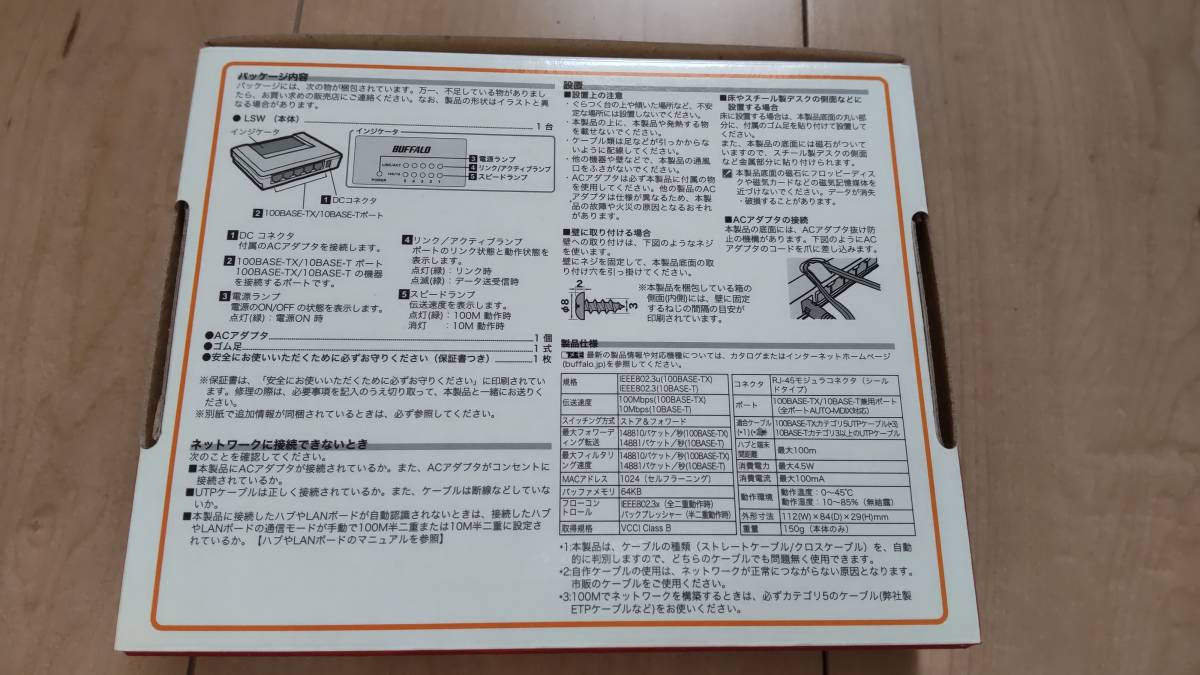 パッケージ内容
パッケージには、次の物が梱包されています。万一、不足している物がありまし
たら、お買い求めの販売店にご連絡ください。なお、製品の形状はイラストと異
なる場合があります。
●LSW（本体） 1台
インジケータ
インジケータ
BUFFALO
LINK/ACT
100M
POWER
5 4 3 2 1
3電源ランプ
4リンク/アクティブランプ
5スピードランプ
1DCコネクタ
2 100BASE-TX/10BASE-Tポート
1DC コネクタ
付属のACアダプタを接続します。
2 100BASE-TX/10BASE-T ポート
100BASE-TX/10BASE-T の機器
を接続するポートです。
3電源ランプ
電源のON/OFF の状態を表示します。
点灯(緑)：電源ON 時
4リンク／アクティブランプ
ポートのリンク状態と動作状態を
表示します。
点灯(緑)：リンク時
点滅(緑)：データ送受信時
5スピードランプ
伝送速度を表示します。
点灯(緑)：100M 動作時
消灯　　：10M 動作時
●ACアダプタ 1個
●ゴム足 1式
●安全にお使いいただくために必ずお守りください（保証書つき） 1枚
※保証書は、「安全にお使いいただくために必ずお守りください」に印刷されてい
ます。修理の際は、必要事項を記入のうえ切り取って、本製品と一緒にお送りく
ださい。
※別紙で追加情報が同梱されているときは、必ず参照してください。
ネットワークに接続できないとき
次のことを確認してください。
■本製品にACアダプタが接続されているか。また、ACアダプタがコンセントに
接続されているか。
■UTPケーブルは正しく接続されているか。また、ケーブルは断線などしていな
いか。
■本製品に接続したハブやLANボードが自動認識されないときは、接続したハブ
やLANボードの通信モードが手動で100M半二重または10M半二重に設定さ
れているか。【ハブやLANボードのマニュアルを参照】
設置
■設置上の注意
・ぐらつく台の上や傾いた場所など、不安
定な場所には設置しないでください。
・本製品の上に、本製品や発熱する物
を載せないでください。
・ケーブル類は足などが引っかからな
いように配線してください。
・他の機器や壁などで、本製品の通風
口をふさがないでください。
・ACアダプタは必ず本製品に付属の物
を使用してください。他の製品のAC
アダプタは仕様が異なるため、本製
品の故障や火災の原因となるおそれ
があります。
■壁に取り付ける場合
壁への取り付けは、下図のようなネジ
を使います。
壁にネジを固定して、本製品底面の取
り付け穴を引っ掛けてください。
2
φ8
3
※本製品を梱包している箱の
側面(内側)には、壁に固定
するねじの間隔の目安が
印刷されています。
■床やスチール製デスクの側面などに
設置する場合
床に設置する場合は、本製品底面の丸い部
分に、付属のゴム足を貼り付けて設置して
ください。
また、本製品の底面には磁石がついて
いますので、スチール製デスクの側面
など金属部分に貼り付けられます。
本製品底面の磁石にフロッピーディス
クや磁気カードなどの磁気記憶媒体を
近づけないでください。データが消失
・破損することがあります。
■ACアダプタの接続
本製品の底面には、ACアダプタ抜け防
止の機構があります。下図のようにAC
アダプタのコードを爪に差し込みます。
製品仕様
メモ 最新の製品情報や対応機種については、カタログまたはインターネットホームページ
(buffalo.jp)を参照してください。
規格 IEEE802.3u(100BASE-TX)
IEEE802.3(10BASE-T)
伝送速度 100Mbps(100BASE-TX)
10Mbps(10BASE-T)
スイッチング方式 ストア＆フォワード
最大フォワーディング転送 148810パケット／秒(100BASE-TX)
14881パケット／秒(10BASE-T)
最大フィルタリング速度 148810パケット／秒(100BASE-TX)
14881パケット／秒(10BASE-T)
MACアドレス 1024（セルフラーニング）
バッファメモリ 64KB
フローコントロール IEEE802.3x（全二重動作時）
バックプレッシャー（半二重動作時）
取得規格 VCCI Class B
コネクタ RJ-45モジュラコネクタ（シールドタイプ）
ポート 100BASE-TX/10BASE-T兼用ポート
（全ポートAUTO-MDIX対応）
適合ケーブル 100BASE-TX:カテゴリ5UTPケーブル(*3)
(*1)(*2) 10BASE-T:カテゴリ3以上のUTPケーブル
ハブと端末間距離 最大100m
消費電力 最大4.5W
消費電流 最大100mA
動作環境 動作温度：0〜45℃
動作湿度：10〜85%（無結露）
外形寸法 112(W)×84(D)×29(H)mm
重量 150g（本体のみ）
*1:本製品は、ケーブルの種類（ストレートケーブル/クロスケーブル）を、自動
的に判別しますので、どちらのケーブルでも問題無く使用できます。
*2:自作ケーブルの使用は、ネットワークが正常につながらない原因となります。
市販のケーブルをご使用ください。
*3:100Mでネットワークを構築するときは、必ずカテゴリ5のケーブル(弊社製
ETPケーブルなど)をお使いください。